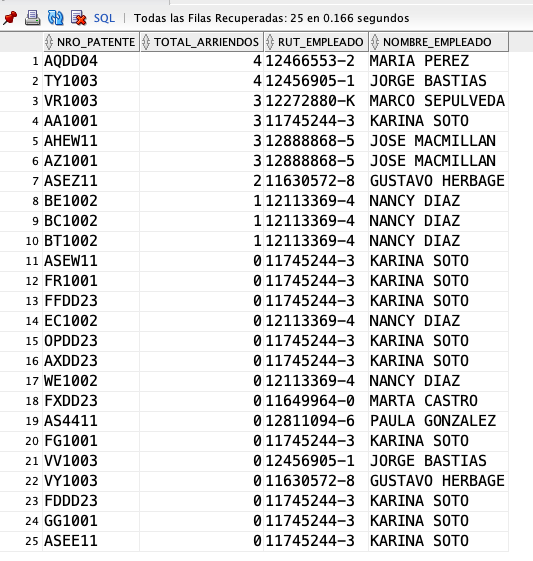 SQL | Todas las Filas Recuperadas: 25 en 0.166 segundos
NRO_PATENTE TOTAL_ARRIENDOS RUT_EMPLEADO NOMBRE_EMPLEADO
1 AQDD04 4 12466553-2 MARIA PEREZ
2 TY1003 4 12456905-1 JORGE BASTIAS
3 VR1003 3 12272880-K MARCO SEPULVEDA
4 AA1001 3 11745244-3 KARINA SOTO
5 AHEW11 3 12888868-5 JOSE MACMILLAN
6 AZ1001 3 12888868-5 JOSE MACMILLAN
7 ASEZ11 2 11630572-8 GUSTAVO HERBAGE
8 BE1002 1 12113369-4 NANCY DIAZ
9 BC1002 1 12113369-4 NANCY DIAZ
10 BT1002 1 12113369-4 NANCY DIAZ
11 ASEW11 0 11745244-3 KARINA SOTO
12 FR1001 0 11745244-3 KARINA SOTO
13 FFDD23 0 11745244-3 KARINA SOTO
14 EC1002 0 12113369-4 NANCY DIAZ
15 OPDD23 0 11745244-3 KARINA SOTO
16 AXDD23 0 11745244-3 KARINA SOTO
17 WE1002 0 12113369-4 NANCY DIAZ
18 FXDD23 0 11649964-0 MARTA CASTRO
19 AS4411 0 12811094-6 PAULA GONZALEZ
20 FG1001 0 11745244-3 KARINA SOTO
21 VV1003 0 12456905-1 JORGE BASTIAS
22 VY1003 0 11630572-8 GUSTAVO HERBAGE
23 FDDD23 0 11745244-3 KARINA SOTO
24 GG1001 0 11745244-3 KARINA SOTO
25 ASEE11 0 11745244-3 KARINA SOTO